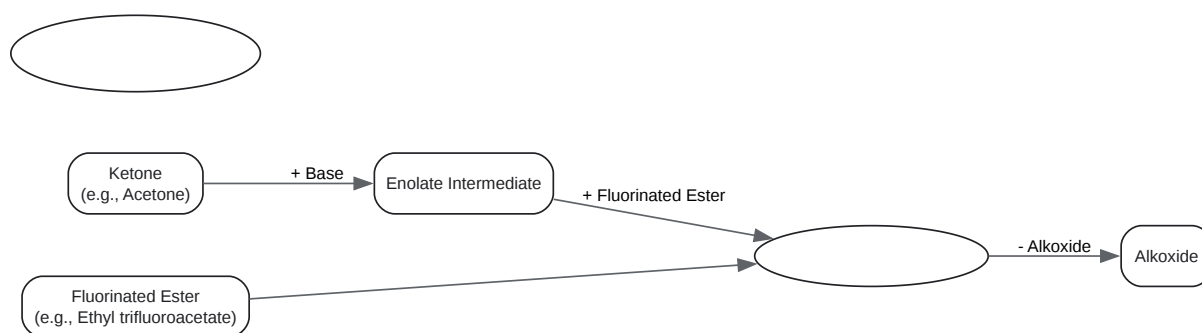 Ketone
(e.g., Acetone)
+ Base
Enolate Intermediate
+ Fluorinated Ester
Fluorinated Ester
(e.g., Ethyl trifluoroacetate)
- Alkoxide
Alkoxide